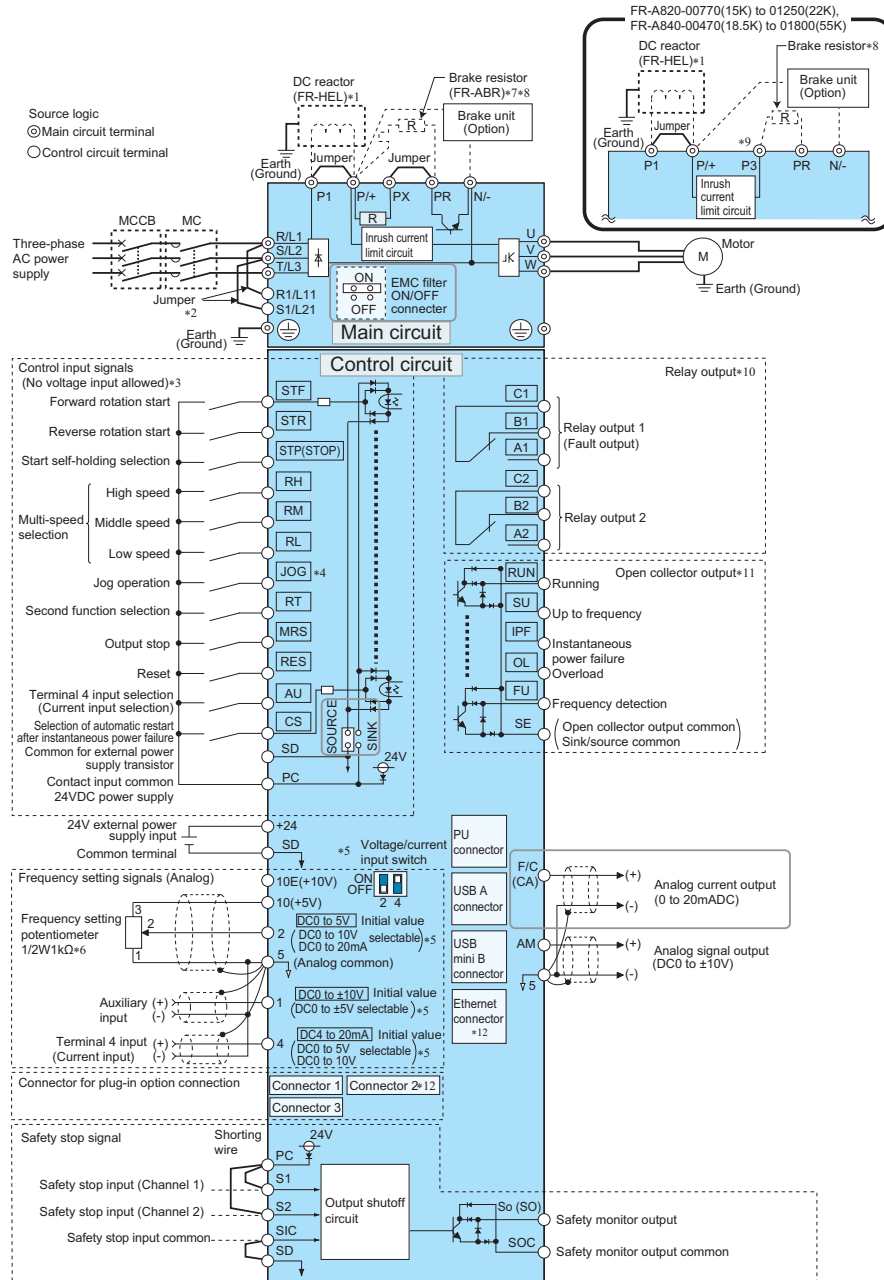 FR-A820-00770(15K) to 01250(22K),
FR-A840-00470(18.5K) to 01800(55K)
DC reactor
(FR-HEL)*1
Brake resistor*8
Brake unit
(Option)
R
Earth
(Ground)
Jumper
*9
P1
P/+
P3
PR
N/-
Inrush
current
limit circuit
Source logic
Main circuit terminal
Control circuit terminal
DC reactor
(FR-HEL)*1
Brake resistor
(FR-ABR)*7*8
Brake unit
(Option)
R
Earth
(Ground)
Jumper
Jumper
P1
P/+
PX
PR
N/-
R
Inrush current
limit circuit
MCCB
MC
Three-phase
AC power
supply
R/L1
S/L2
T/L3
R1/L11
S1/L21
Jumper
*2
Earth
(Ground)
U
V
W
Motor
M
Earth (Ground)
ON
OFF
EMC filter
ON/OFF
connecter
Main circuit
Control circuit
Control input signals
(No voltage input allowed)*3
Forward rotation start
Reverse rotation start
Start self-holding selection
Multi-speed
selection
High speed
Middle speed
Low speed
Jog operation
Second function selection
Output stop
Reset
Terminal 4 input selection
(Current input selection)
Selection of automatic restart
after instantaneous power failure
Common for external power
supply transistor
Contact input common
24VDC power supply
STF
STR
STP(STOP)
RH
RM
RL
JOG *4
RT
MRS
RES
AU
CS
SD
PC
SOURCE
SINK
24V
Relay output*10
C1
B1
A1
Relay output 1
(Fault output)
C2
B2
A2
Relay output 2
Open collector output*11
RUN
Running
SU
Up to frequency
IPF
Instantaneous
power failure
OL
Overload
FU
Frequency detection
SE
Open collector output common
Sink/source common
24V external power
supply input
Common terminal
+24
SD
*5 Voltage/current
input switch
ON
OFF
2 4
Frequency setting signals (Analog)
Frequency setting
potentiometer
1/2W1kΩ*6
3
2
1
10E(+10V)
10(+5V)
2
DC0 to 5V Initial value
DC0 to 10V
DC0 to 20mA
selectable *5
5
(Analog common)
Auxiliary
input
(+)
(-)
1
DC0 to ±10V Initial value
(DC0 to ±5V selectable)*5
Terminal 4 input
(Current input)
(+)
(-)
4
DC4 to 20mA Initial value
DC0 to 5V
DC0 to 10V
selectable *5
PU
connector
USB A
connector
USB
mini B
connector
Ethernet
connector
*12
F/C
(CA)
(+)
(-)
Analog current output
(0 to 20mADC)
AM
5
(+)
(-)
Analog signal output
(DC0 to ±10V)
Connector for plug-in option connection
Connector 1
Connector 2*12
Connector 3
Safety stop signal
Shorting
wire
24V
PC
Safety stop input (Channel 1)
S1
Safety stop input (Channel 2)
S2
Safety stop input common
SIC
SD
Output shutoff
circuit
So (SO)
Safety monitor output
SOC
Safety monitor output common